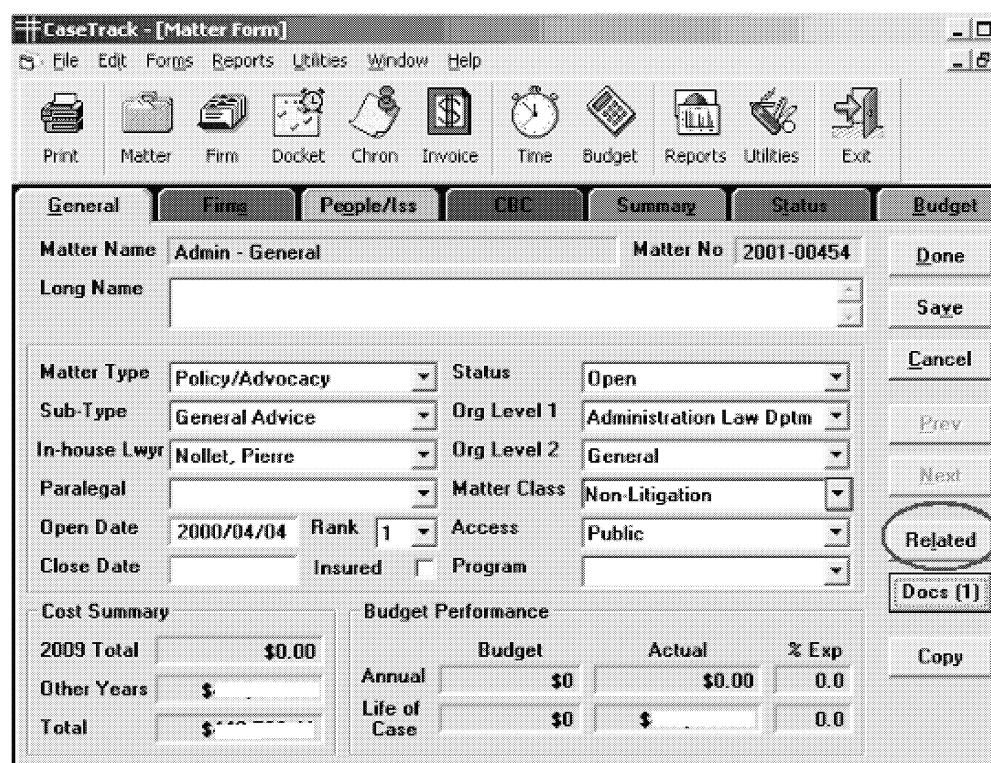 CaseTrack - [Matter Form]
File Edit Forms Reports Utilities Window Help
Print Matter Firm Docket Chron Invoice Time Budget Reports Utilities Exit
General Firms People/Iss CBC Summary Status Budget
Matter Name Admin - General Matter No 2001-00454 Done
Long Name
Save
Cancel
Matter Type Policy/Advocacy Status Open
Sub-Type General Advice Org Level 1 Administration Law Dptm Prev
In-house Lwyr Nollet, Pierre Org Level 2 General
Next
Paralegal Matter Class Non-Litigation
Open Date 2000/04/04 Rank 1 Access Public Related
Close Date Insured Program
Docs (1)
Cost Summary Budget Performance
2009 Total $0.00 Budget Actual % Exp Copy
Annual $0 $0.00 0.0
Other Years $
Life of Case $0 $ 0.0
Total $